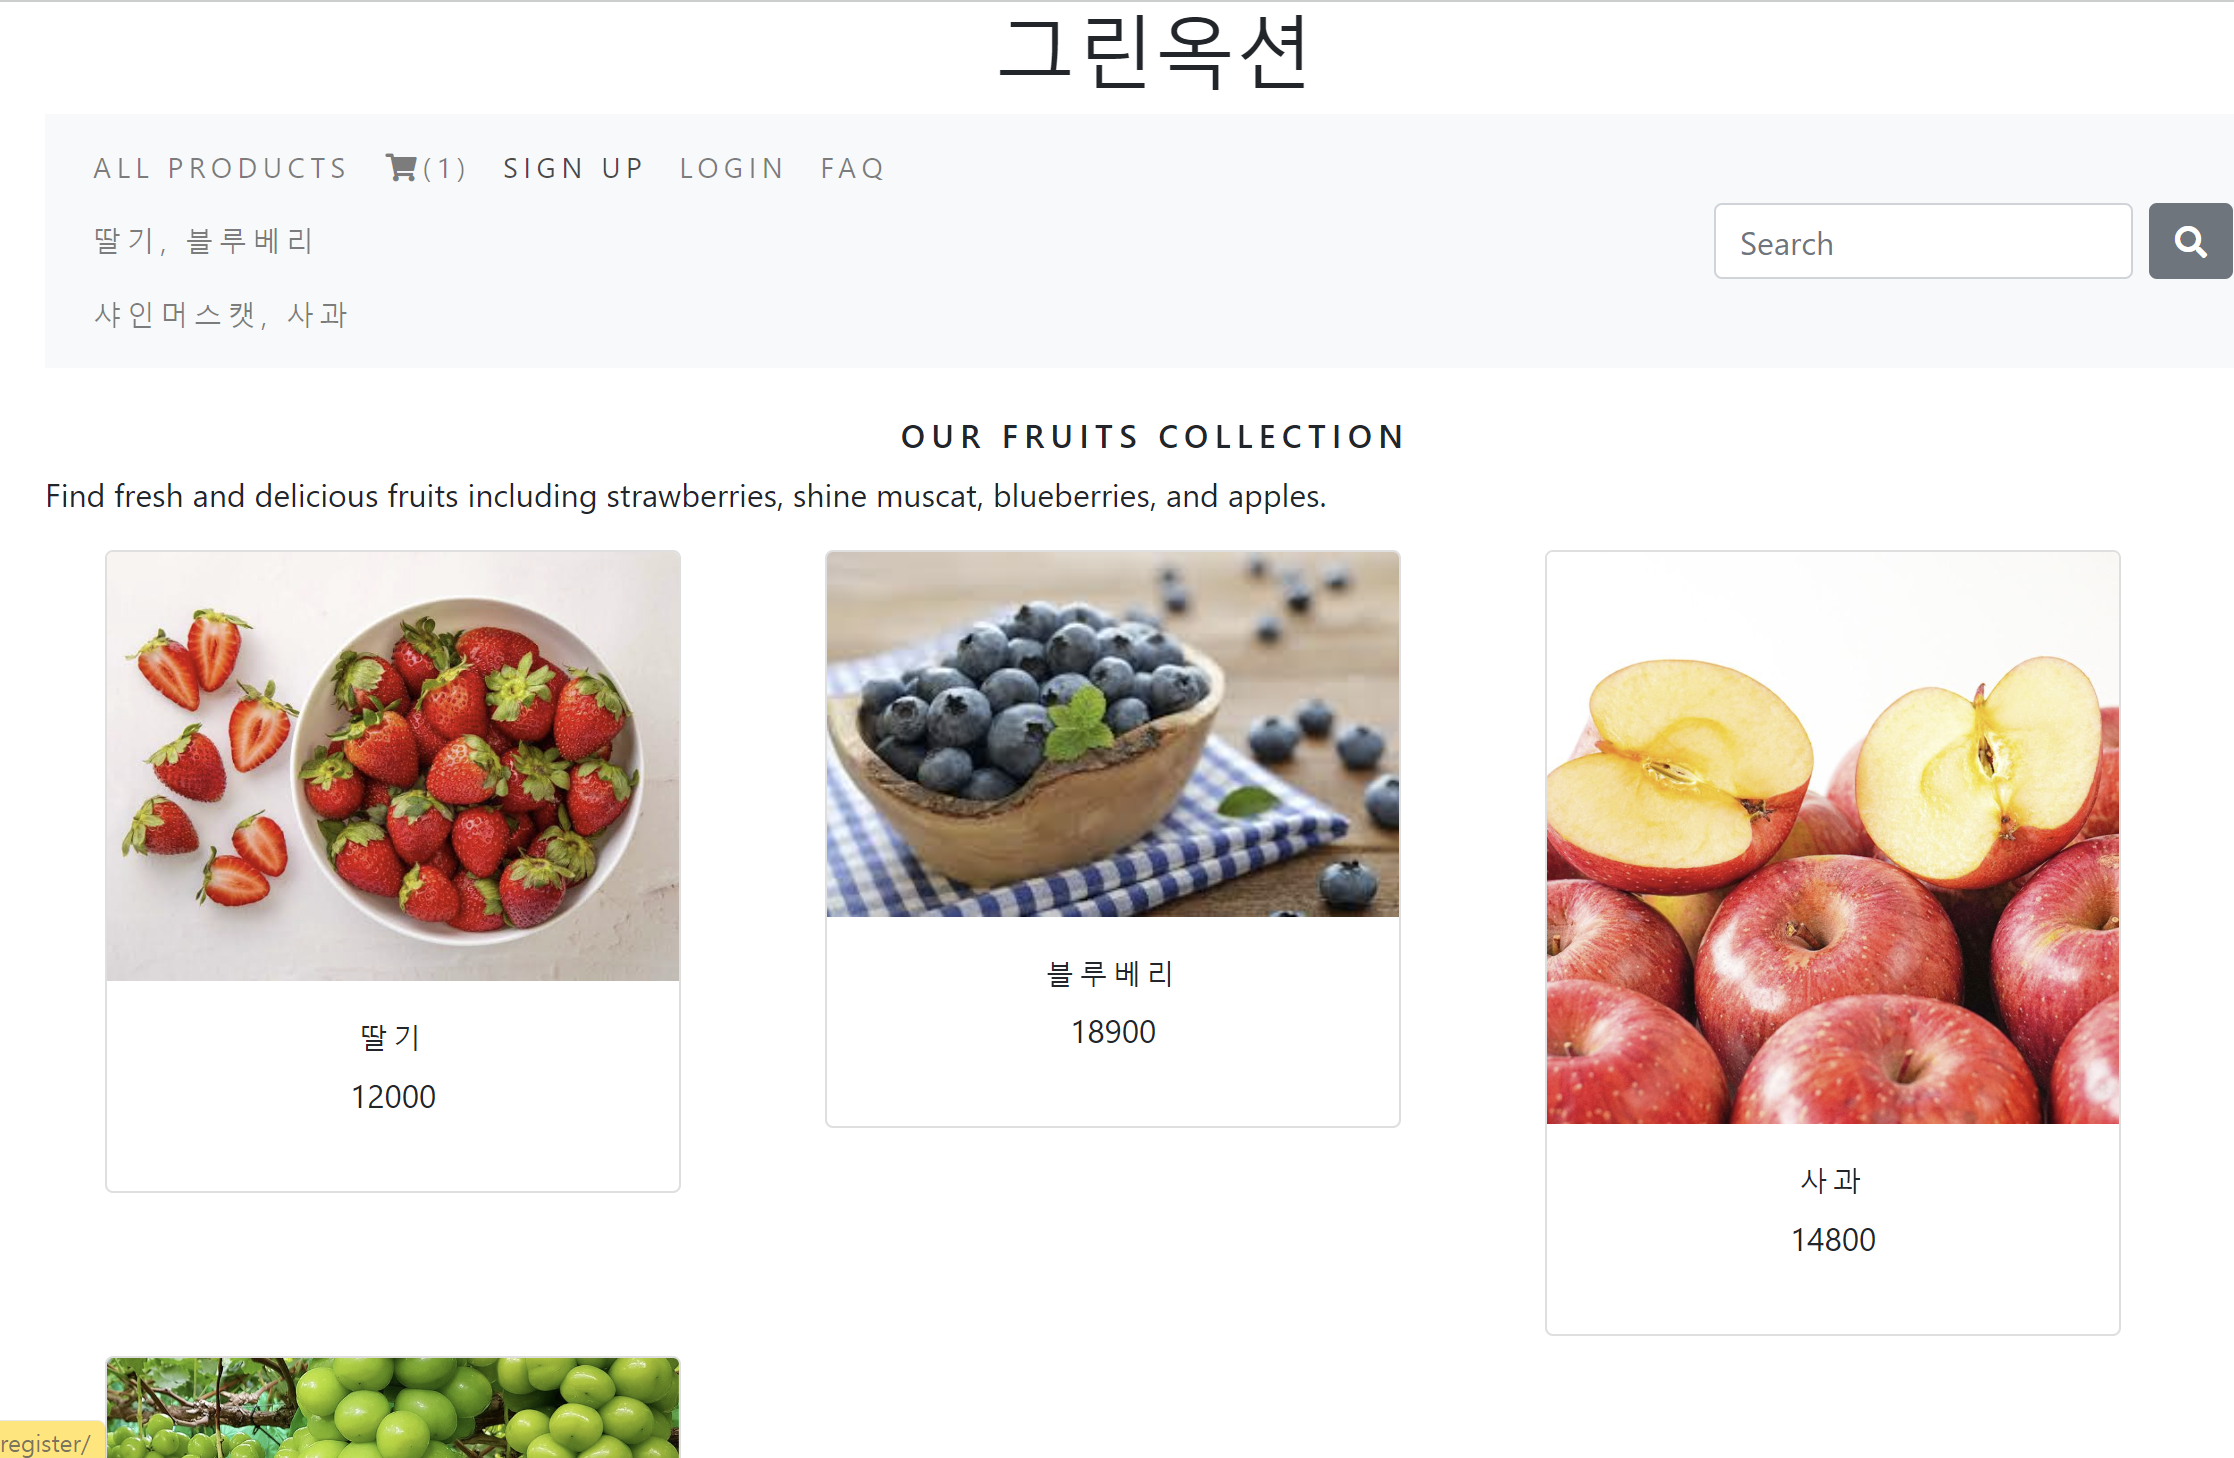 그린옥션
ALL PRODUCTS (1) SIGN UP LOGIN FAQ
딸기, 블루베리
샤인머스캣, 사과
Search
OUR FRUITS COLLECTION
Find fresh and delicious fruits including strawberries, shine muscat, blueberries, and apples.
딸기
12000
블루베리
18900
사과
14800
register/